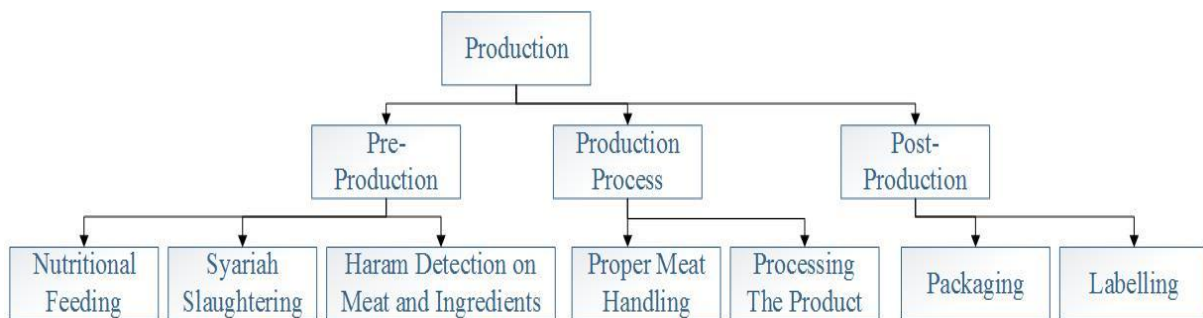 Production
Pre-
Production
Production
Process
Post-
Production
Nutritional
Feeding
Syariah
Slaughtering
Haram Detection on
Meat and Ingredients
Proper Meat
Handling
Processing
The Product
Packaging
Labelling